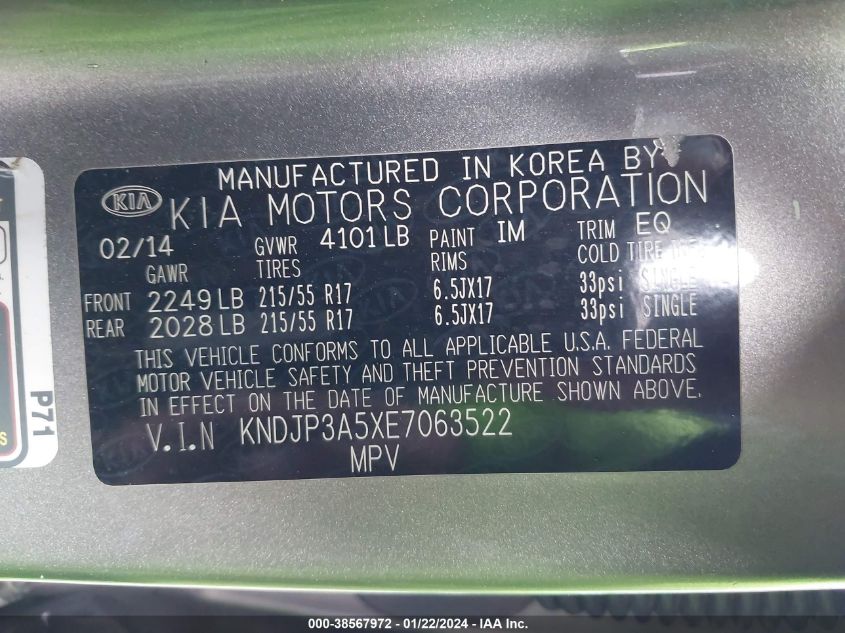 MANUFACTURED IN KOREA BY
KIA KIA MOTORS CORPORATION
02/14 GVWR 4101 LB PAINT IM TRIM EQ
GAWR TIRES RIMS COLD TIRE
FRONT 2249 LB 215/55 R17 6.5JX17 33psi SINGLE
REAR 2028 LB 215/55 R17 6.5JX17 33psi SINGLE
THIS VEHICLE CONFORMS TO ALL APPLICABLE U.S.A. FEDERAL
MOTOR VEHICLE SAFETY AND THEFT PREVENTION STANDARDS
IN EFFECT ON THE DATE OF MANUFACTURE SHOWN ABOVE.
V.I.N KNDJP3A5XE7063522
MPV
P71
000-38567972 - 01/22/2024 - IAA Inc.